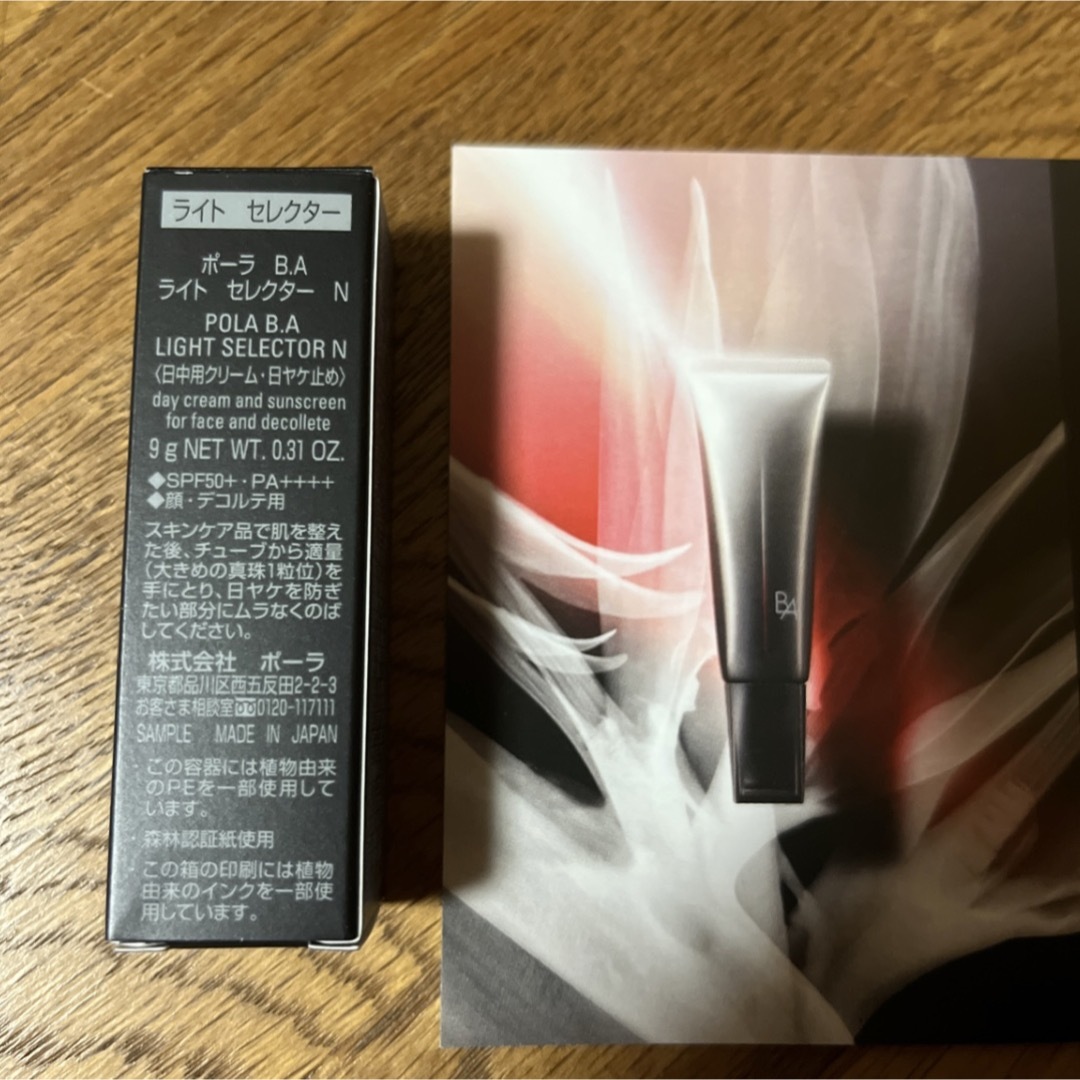 ライト セレクター
ポーラ B.A
ライト セレクター N
POLA B.A
LIGHT SELECTOR N
〈日中用クリーム・日ヤケ止め〉
day cream and sunscreen
for face and decollete
9g NET WT. 0.31 OZ.
◆SPF50+・PA++++
◆顔・デコルテ用
スキンケア品で肌を整え
た後、チューブから適量
(大きめの真珠1粒位)を
手にとり、日ヤケを防ぎ
たい部分にムラなくのば
してください。
株式会社 ポーラ
東京都品川区西五反田2-2-3
お客さま相談室0120-117111
SAMPLE MADE IN JAPAN
この容器には植物由来
のPEを一部使用して
います。
・森林認証紙使用
・この箱の印刷には植物
由来のインクを一部使
用しています。
BA